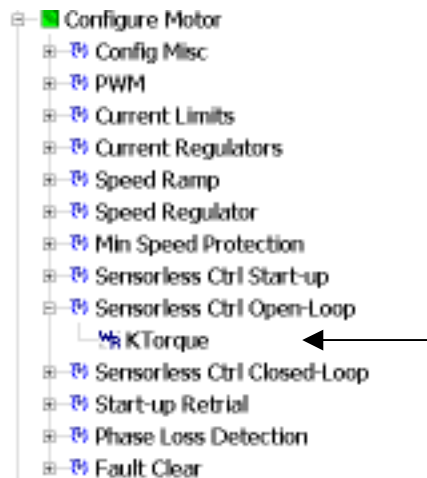 Configure Motor
Config Misc
PWM
Current Limits
Current Regulators
Speed Ramp
Speed Regulator
Min Speed Protection
Sensorless Ctrl Start-up
Sensorless Ctrl Open-Loop
KTorque
Sensorless Ctrl Closed-Loop
Start-up Retrial
Phase Loss Detection
Fault Clear